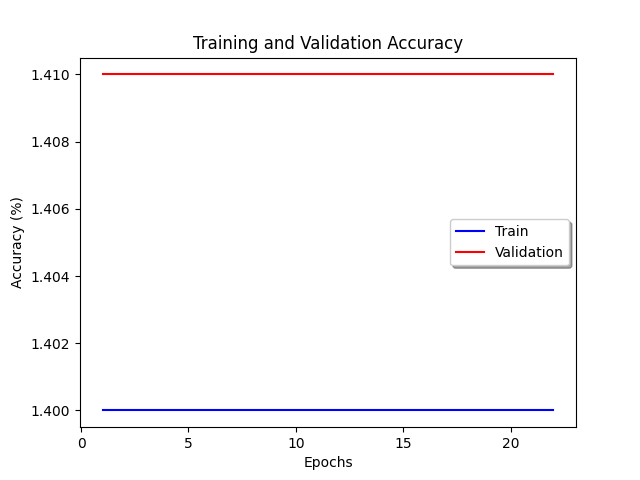 Training and Validation Accuracy
Accuracy (%)
1.410
1.408
1.406
1.404
1.402
1.400
Train
Validation
0 5 10 15 20
Epochs